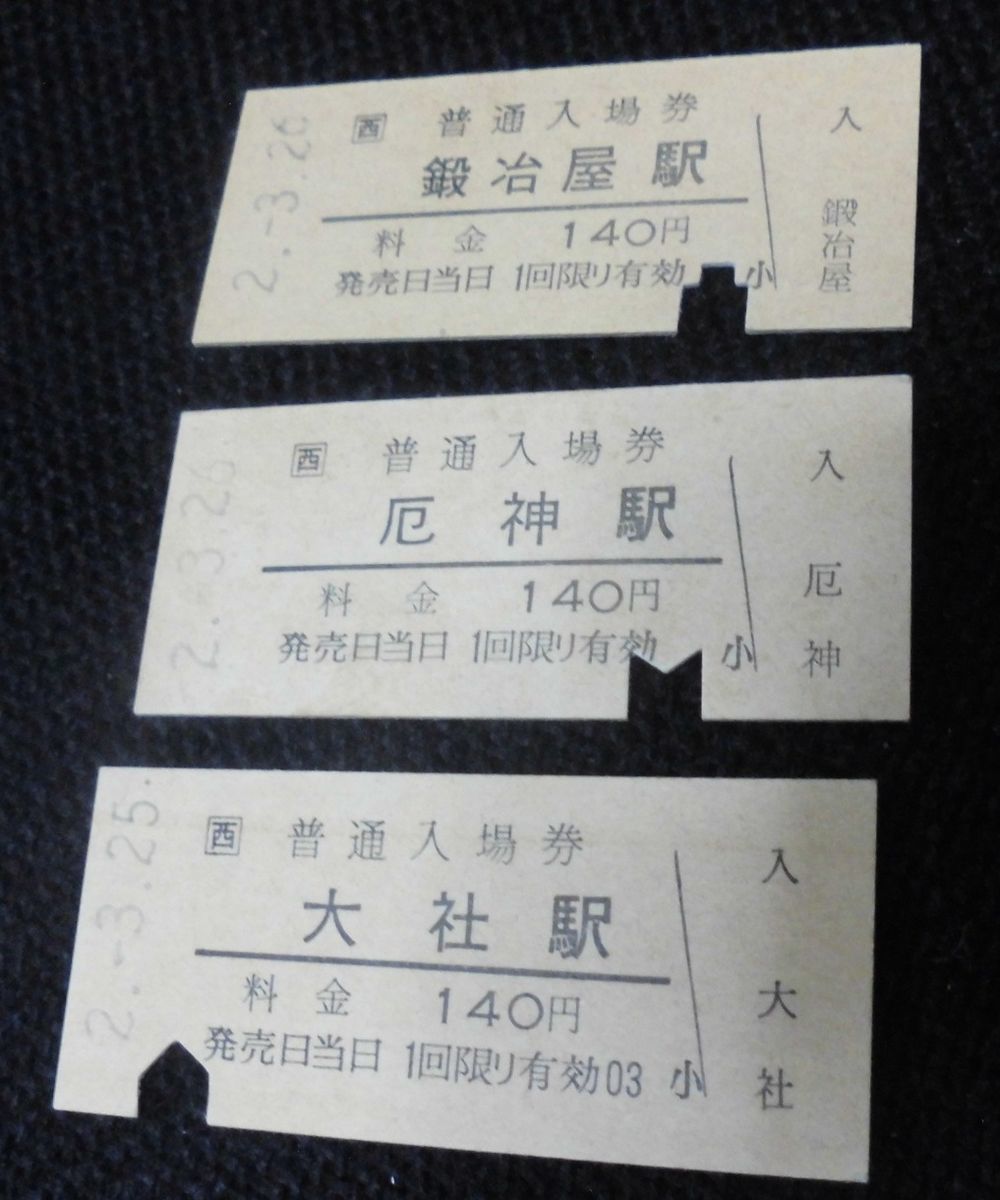 2.-3.26
西 普通入場券
鍛冶屋駅
料金 140円
発売日当日 1回限り有効 小
入
鍛冶屋
2.-3.26
西 普通入場券
厄神駅
料金 140円
発売日当日 1回限り有効 小
入
厄神
2.-3.25.
西 普通入場券
大社駅
料金 140円
発売日当日 1回限り有効03 小
入
大社